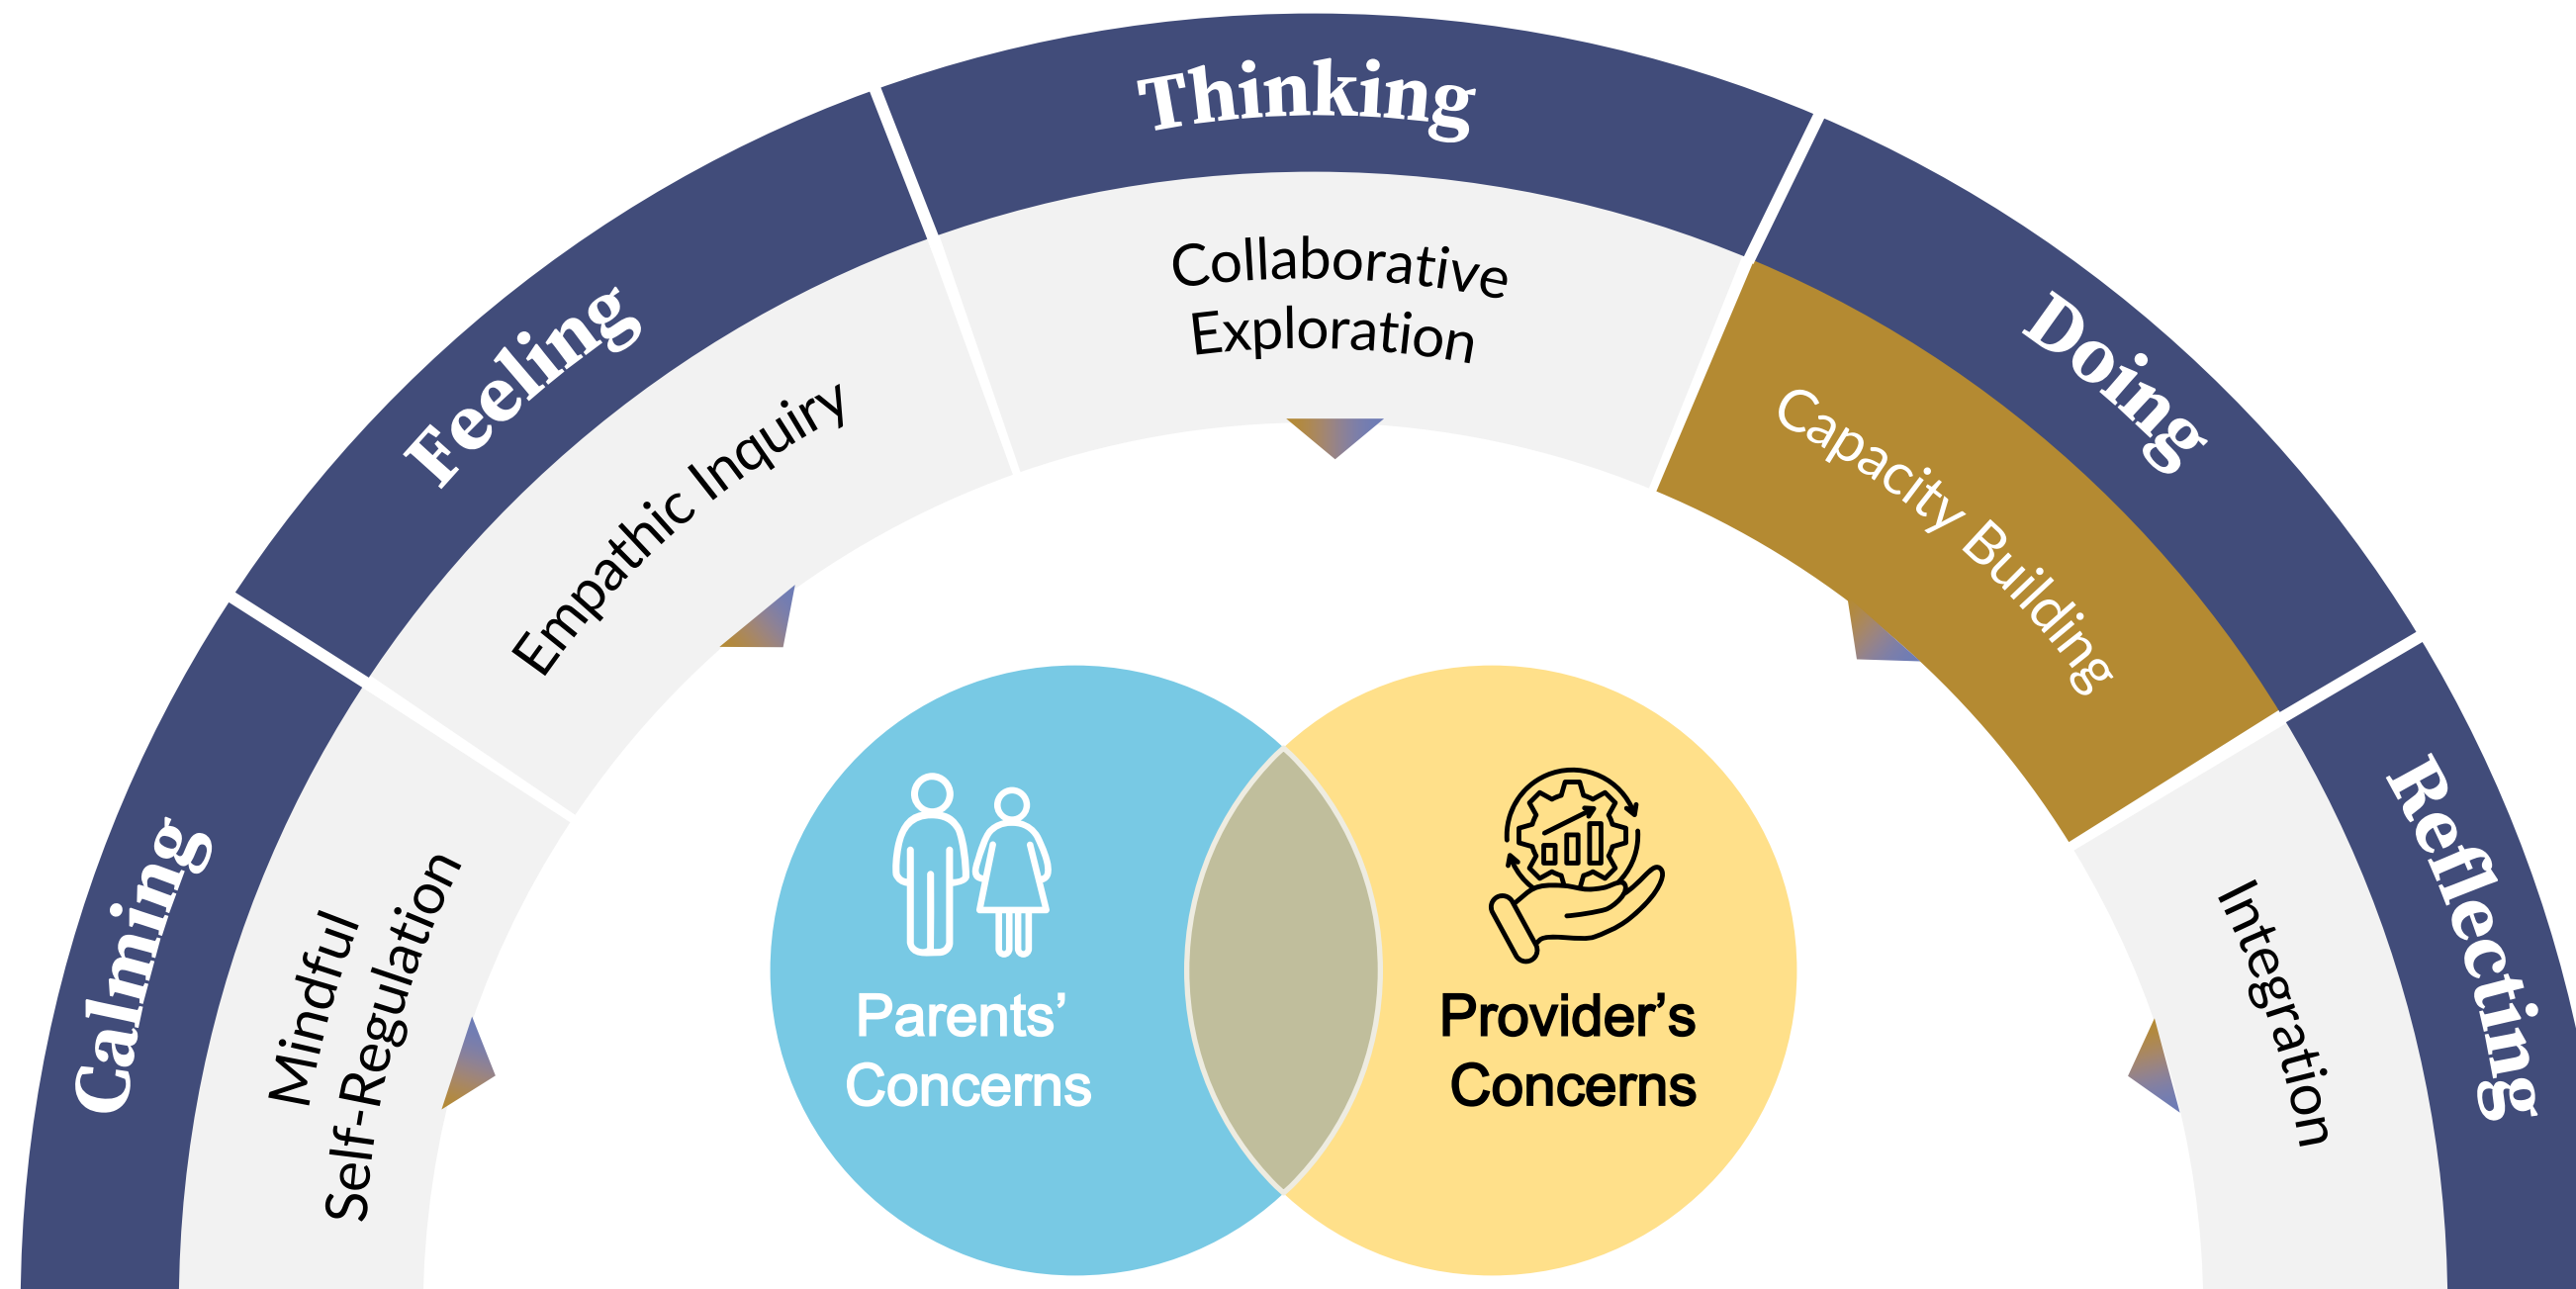 Calming
Mindful
Self-Regulation
Feeling
Empathic Inquiry
Thinking
Collaborative
Exploration
Doing
Capacity Building
Reflecting
Integration
Parents’
Concerns
Provider’s
Concerns